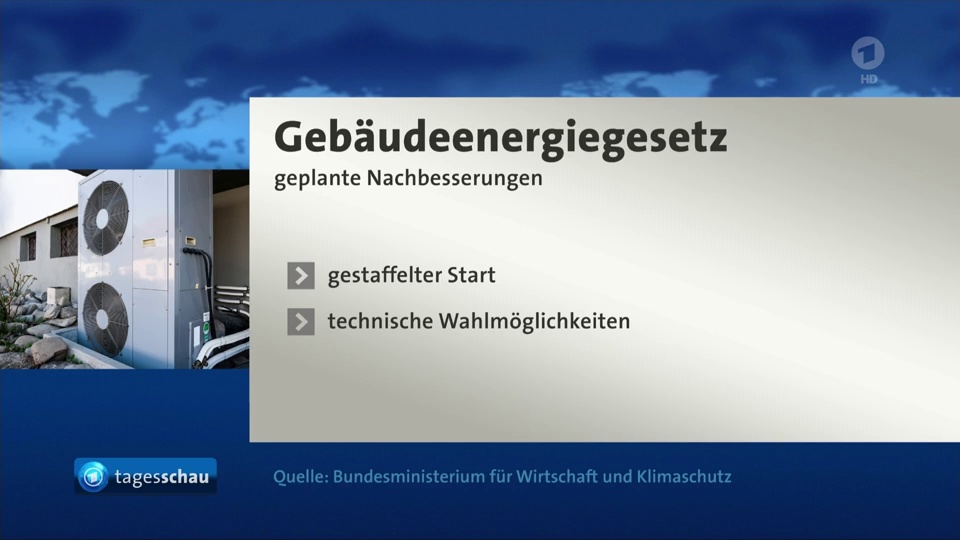 1
HD
Gebäudeenergiegesetz
geplante Nachbesserungen
gestaffelter Start
technische Wahlmöglichkeiten
tagesschau
Quelle: Bundesministerium für Wirtschaft und Klimaschutz